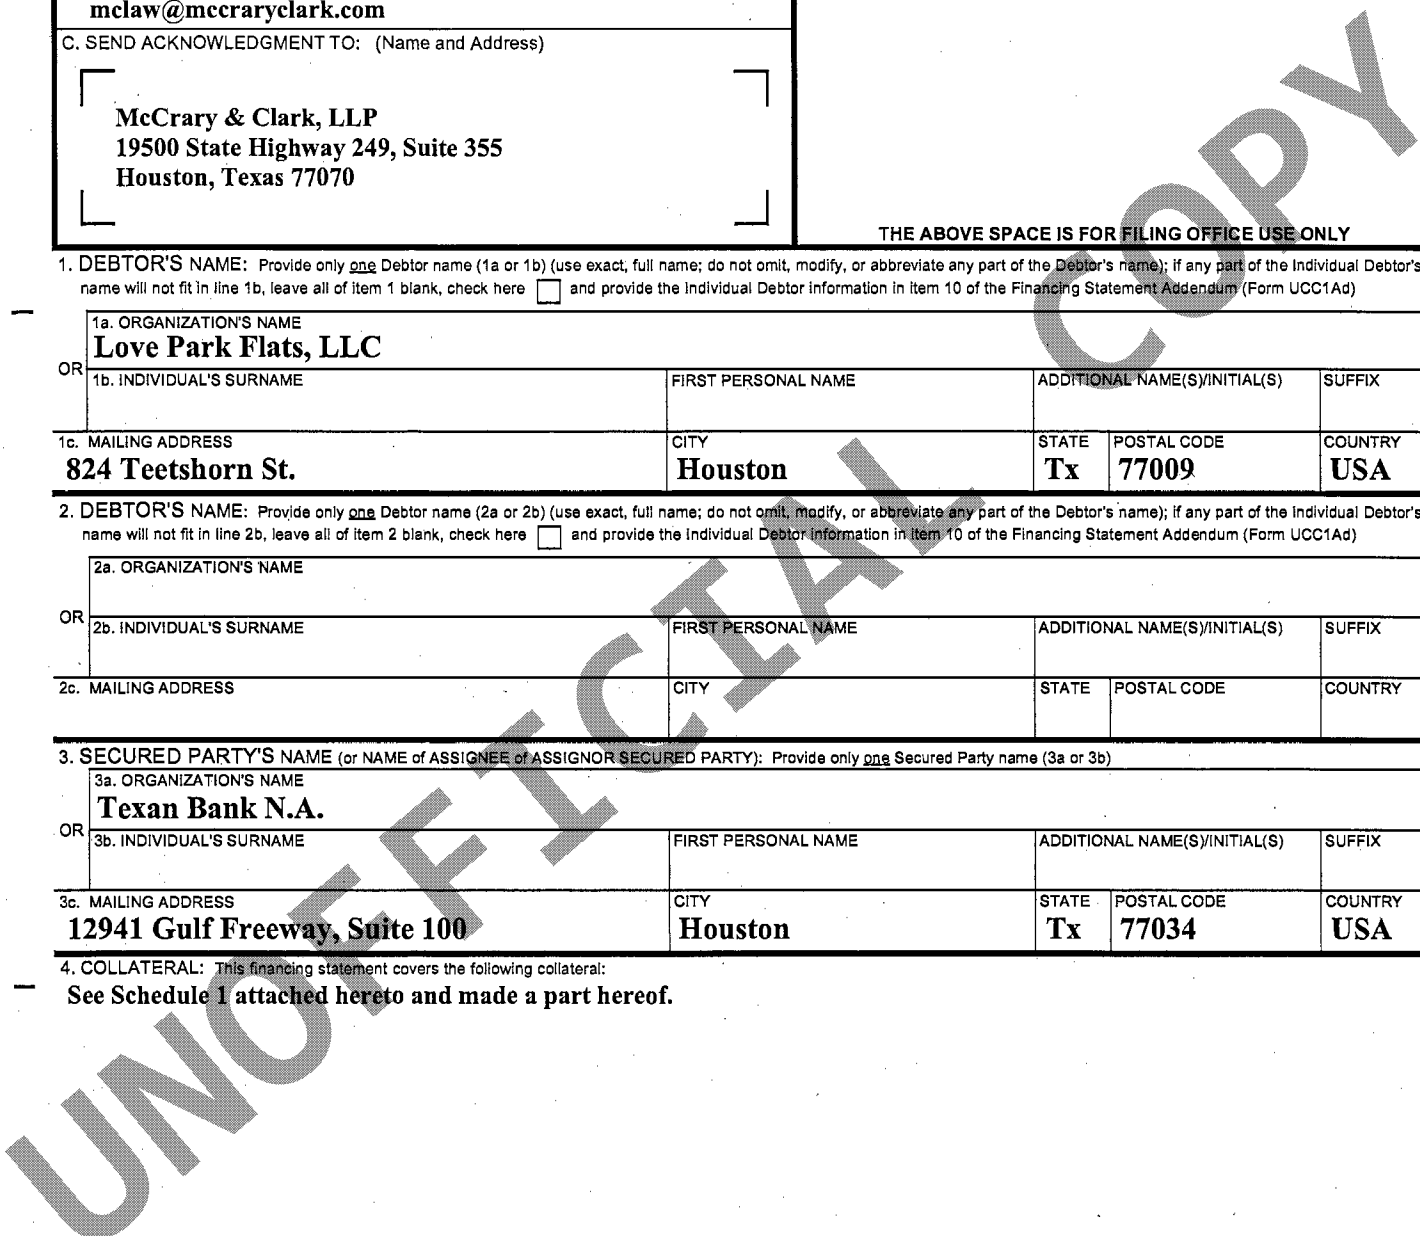 mclaw@mccraryclark.com
C. SEND ACKNOWLEDGMENT TO: (Name and Address)
McCrary & Clark, LLP
19500 State Highway 249, Suite 355
Houston, Texas 77070
THE ABOVE SPACE IS FOR FILING OFFICE USE ONLY
1. DEBTOR'S NAME: Provide only one Debtor name (1a or 1b) (use exact, full name; do not omit, modify, or abbreviate any part of the Debtor's name); if any part of the Individual Debtor's
name will not fit in line 1b, leave all of item 1 blank, check here and provide the Individual Debtor information in item 10 of the Financing Statement Addendum (Form UCC1Ad)
1a. ORGANIZATION'S NAME
Love Park Flats, LLC
OR
1b. INDIVIDUAL'S SURNAME FIRST PERSONAL NAME ADDITIONAL NAME(S)/INITIAL(S) SUFFIX
1c. MAILING ADDRESS CITY STATE POSTAL CODE COUNTRY
824 Teetshorn St. Houston Tx 77009 USA
2. DEBTOR'S NAME: Provide only one Debtor name (2a or 2b) (use exact, full name; do not omit, modify, or abbreviate any part of the Debtor's name); if any part of the Individual Debtor's
name will not fit in line 2b, leave all of item 2 blank, check here and provide the Individual Debtor information in item 10 of the Financing Statement Addendum (Form UCC1Ad)
2a. ORGANIZATION'S NAME
OR
2b. INDIVIDUAL'S SURNAME FIRST PERSONAL NAME ADDITIONAL NAME(S)/INITIAL(S) SUFFIX
2c. MAILING ADDRESS CITY STATE POSTAL CODE COUNTRY
3. SECURED PARTY'S NAME (or NAME of ASSIGNEE of ASSIGNOR SECURED PARTY): Provide only one Secured Party name (3a or 3b)
3a. ORGANIZATION'S NAME
Texan Bank N.A.
OR
3b. INDIVIDUAL'S SURNAME FIRST PERSONAL NAME ADDITIONAL NAME(S)/INITIAL(S) SUFFIX
3c. MAILING ADDRESS CITY STATE POSTAL CODE COUNTRY
12941 Gulf Freeway, Suite 100 Houston Tx 77034 USA
4. COLLATERAL: This financing statement covers the following collateral:
See Schedule 1 attached hereto and made a part hereof.
UNOFFICIAL COPY